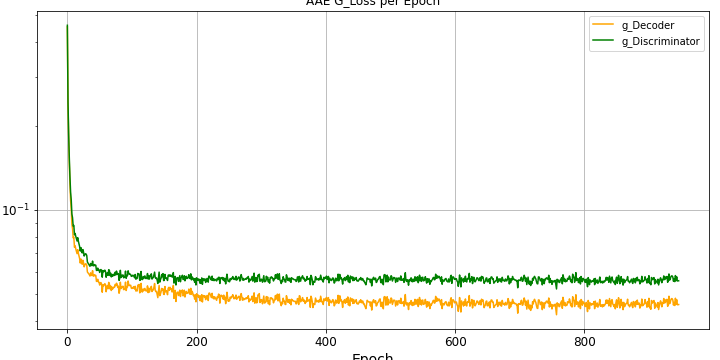 AAE G_Loss per Epoch
g_Decoder
g_Discriminator
10⁻¹
0 200 400 600 800
Epoch